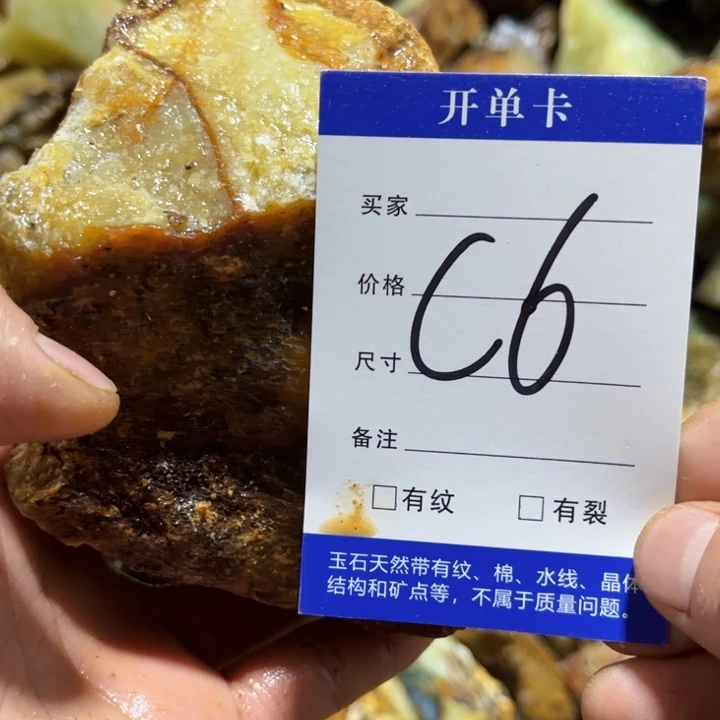 开单卡
买家
价格
尺寸
C6
备注
□有纹 □有裂
玉石天然带有纹、棉、水线、晶体
结构和矿点等，不属于质量问题。